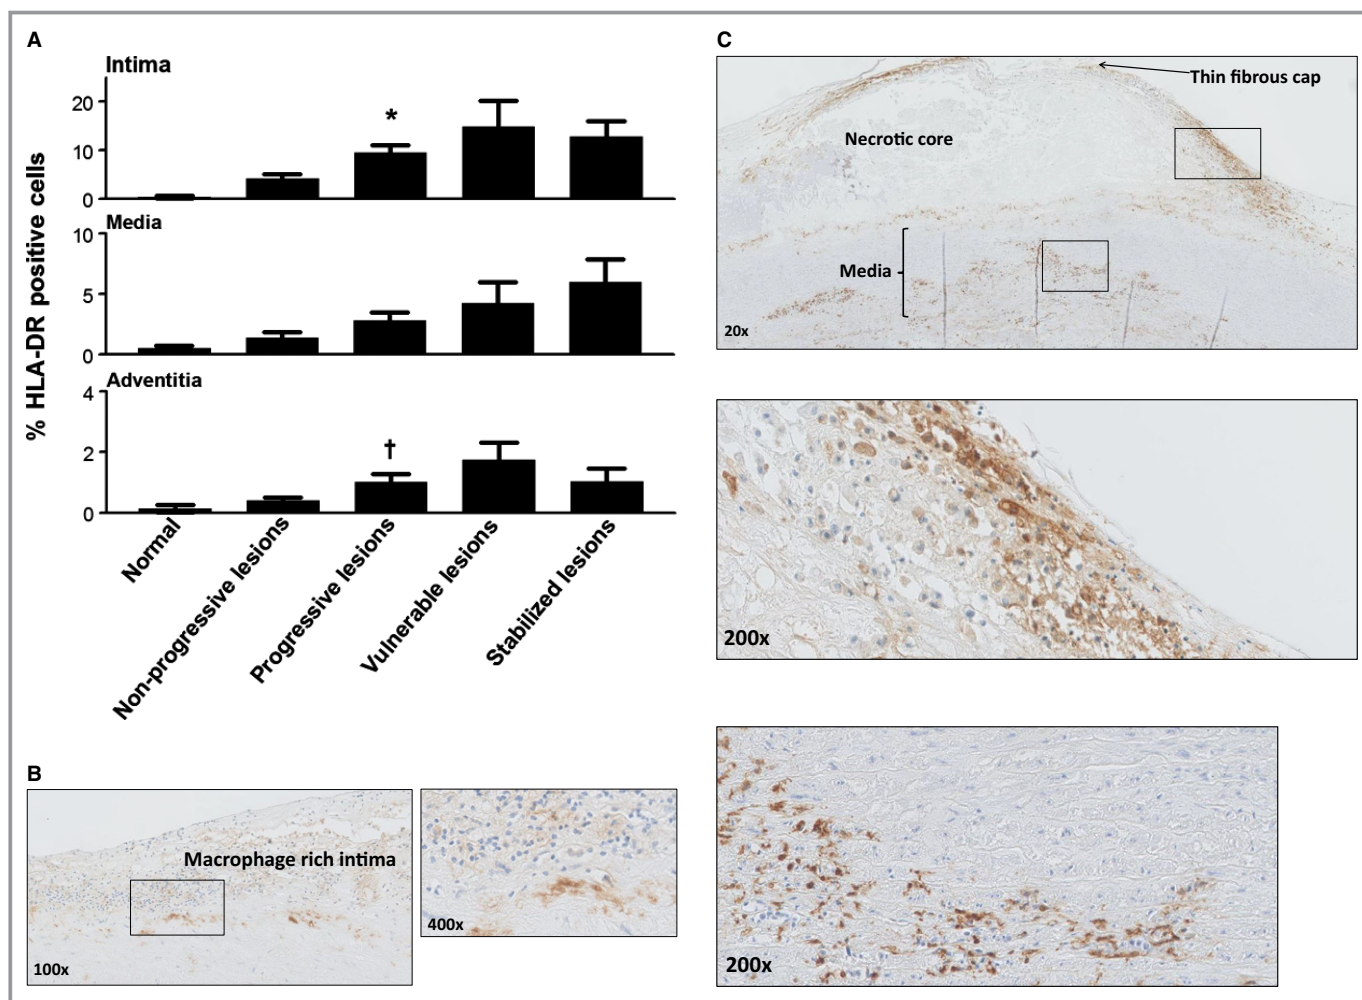 A
Intima
20
10
0
Media
10
5
0
Adventitia
4
2
0
% HLA-DR positive cells
*
†
Normal
Non-progressive lesions
Progressive lesions
Vulnerable lesions
Stabilized lesions
B
Macrophage rich intima
100x
400x
C
Thin fibrous cap
Necrotic core
Media
20x
200x
200x